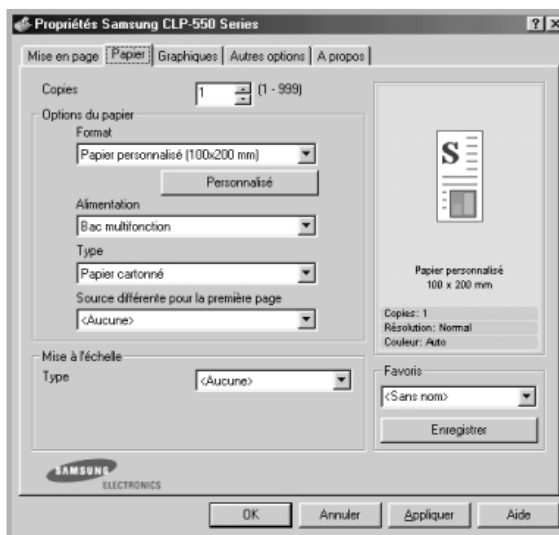 Propriétés Samsung CLP-550 Series
Mise en page Papier Graphiques Autres options A propos
Copies 1 (1 - 999)
Options du papier
Format
Papier personnalisé (100x200 mm)
Personnalisé
Alimentation
Bac multifonction
Type
Papier cartonné
Source différente pour la première page
<Aucune>
Mise à l'échelle
Type <Aucune>
S
Papier personnalisé
100 x 200 mm
Copies: 1
Résolution: Normal
Couleur: Auto
Favoris
<Sans nom>
Enregistrer
SAMSUNG
ELECTRONICS
OK Annuler Appliquer Aide